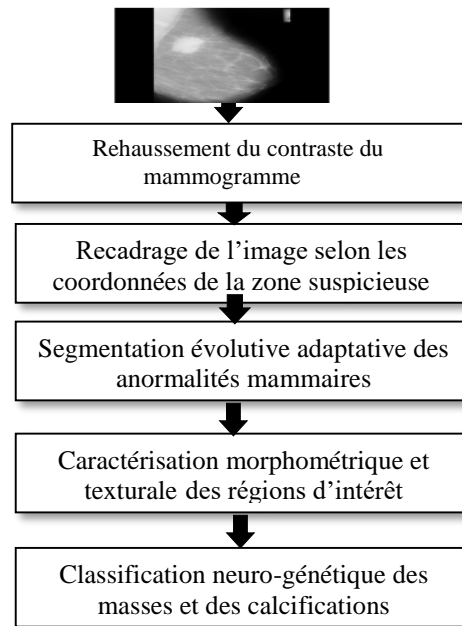 Rehaussement du contraste du
mammogramme
Recadrage de l'image selon les
coordonnées de la zone suspicieuse
Segmentation évolutive adaptative des
anormalités mammaires
Caractérisation morphométrique et
texturale des régions d'intérêt
Classification neuro-génétique des
masses et des calcifications